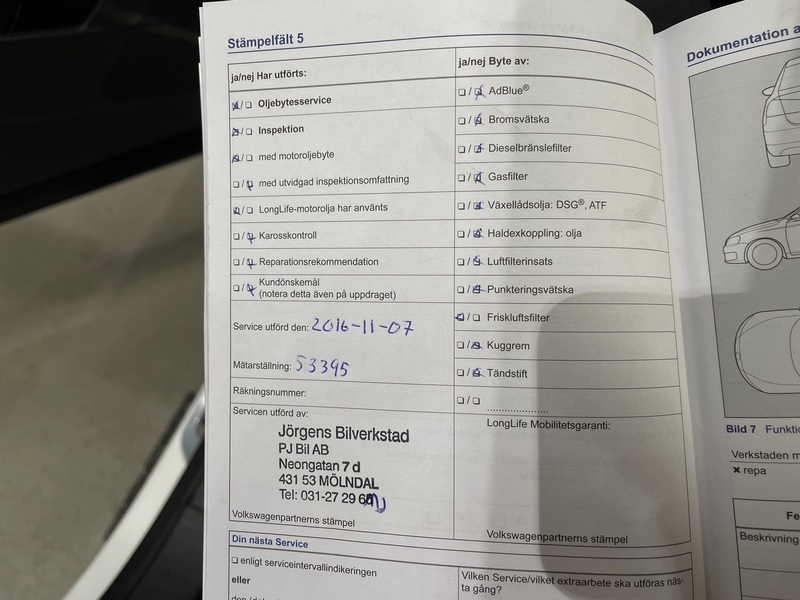 Stämpelfält 5
ja/nej Har utförts:
Oljebytesservice
Inspektion
med motoroljebyte
med utvidgad inspektionsomfattning
LongLife-motorolja har använts
Karosskontroll
Reparationsrekommendation
Kundönskemål
(notera detta även på uppdraget)
Service utförd den: 2016-11-07
Mätarställning: 53395
Räkningsnummer:
Servicen utförd av:
Jörgens Bilverkstad
PJ Bil AB
Neongatan 7 d
431 53 MÖLNDAL
Tel: 031-27 29
Volkswagenpartnerns stämpel
ja/nej Byte av:
AdBlue®
Bromsvätska
Dieselbränslefilter
Gasfilter
Växellådsolja: DSG®, ATF
Haldexkoppling: olja
Luftfilterinsats
Punkteringsvätska
Friskluftsfilter
Kuggrem
Tändstift
LongLife Mobilitetsgaranti:
Volkswagenpartnerns stämpel
Din nästa Service
enligt serviceintervallindikeringen
eller
Vilken Service/vilket extraarbete ska utföras näs-
ta gång?
Dokumentation a
Bild 7 Funktio
Verkstaden m
✖ repa
Fe
Beskrivning